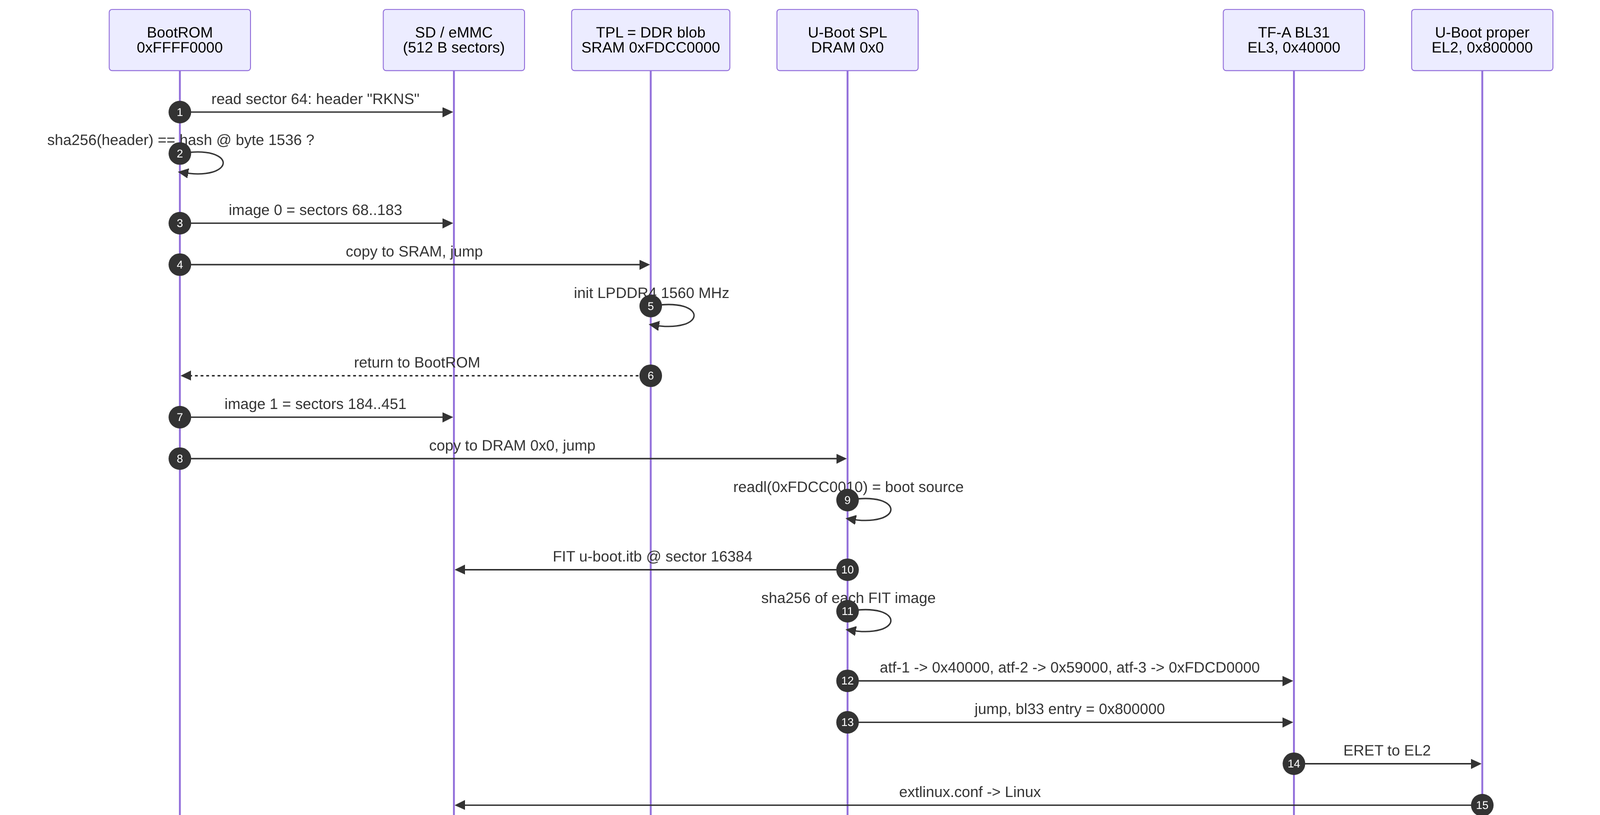 BootROM
0xFFFF0000
SD / eMMC
(512 B sectors)
TPL = DDR blob
SRAM 0xFDCC0000
U-Boot SPL
DRAM 0x0
TF-A BL31
EL3, 0x40000
U-Boot proper
EL2, 0x800000
read sector 64: header "RKNS"
1
sha256(header) == hash @ byte 1536 ?
2
image 0 = sectors 68..183
3
copy to SRAM, jump
4
init LPDDR4 1560 MHz
5
return to BootROM
6
image 1 = sectors 184..451
7
copy to DRAM 0x0, jump
8
readl(0xFDCC0010) = boot source
9
FIT u-boot.itb @ sector 16384
10
sha256 of each FIT image
11
atf-1 -> 0x40000, atf-2 -> 0x59000, atf-3 -> 0xFDCD0000
12
jump, bl33 entry = 0x800000
13
ERET to EL2
14
extlinux.conf -> Linux
15